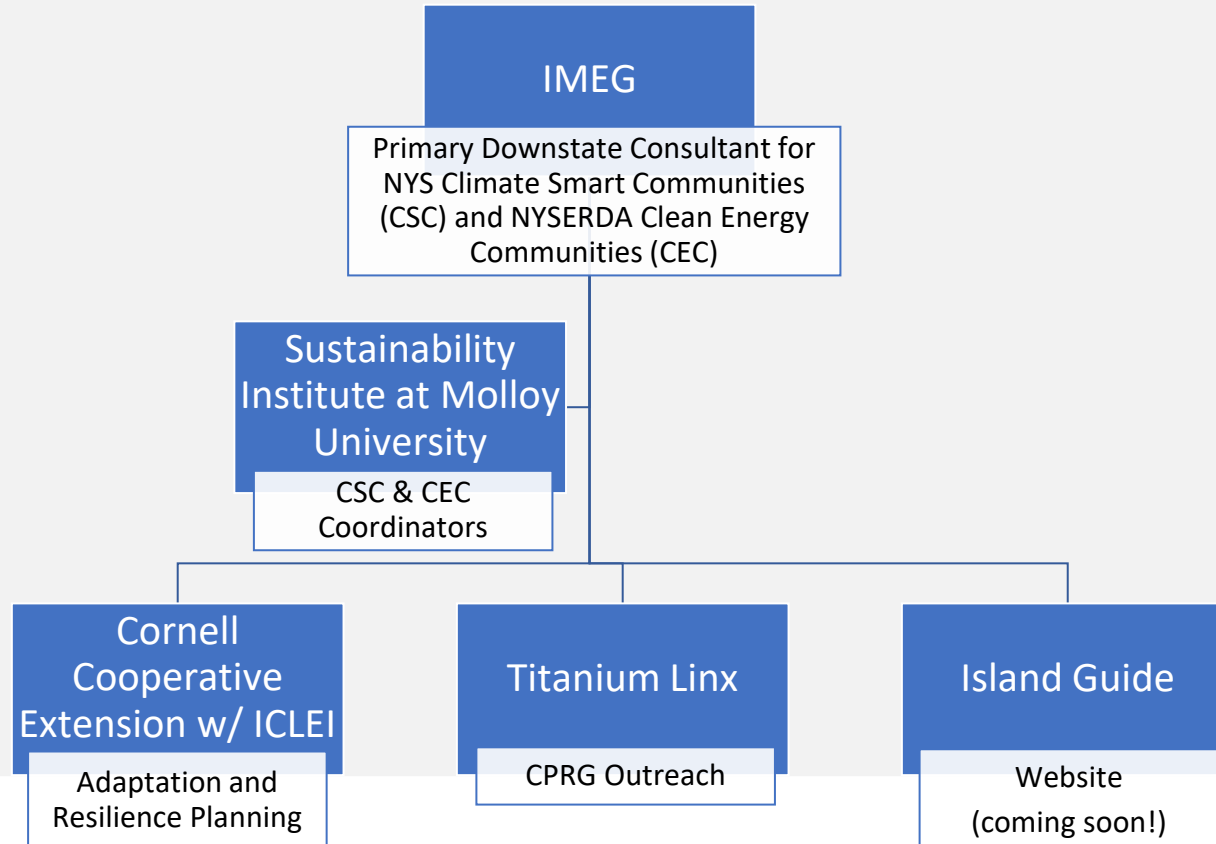 IMEG
Primary Downstate Consultant for
NYS Climate Smart Communities
(CSC) and NYSERDA Clean Energy
Communities (CEC)
Sustainability
Institute at Molloy
University
CSC & CEC
Coordinators
Cornell
Cooperative
Extension w/ ICLEI
Adaptation and
Resilience Planning
Titanium Linx
CPRG Outreach
Island Guide
Website
(coming soon!)